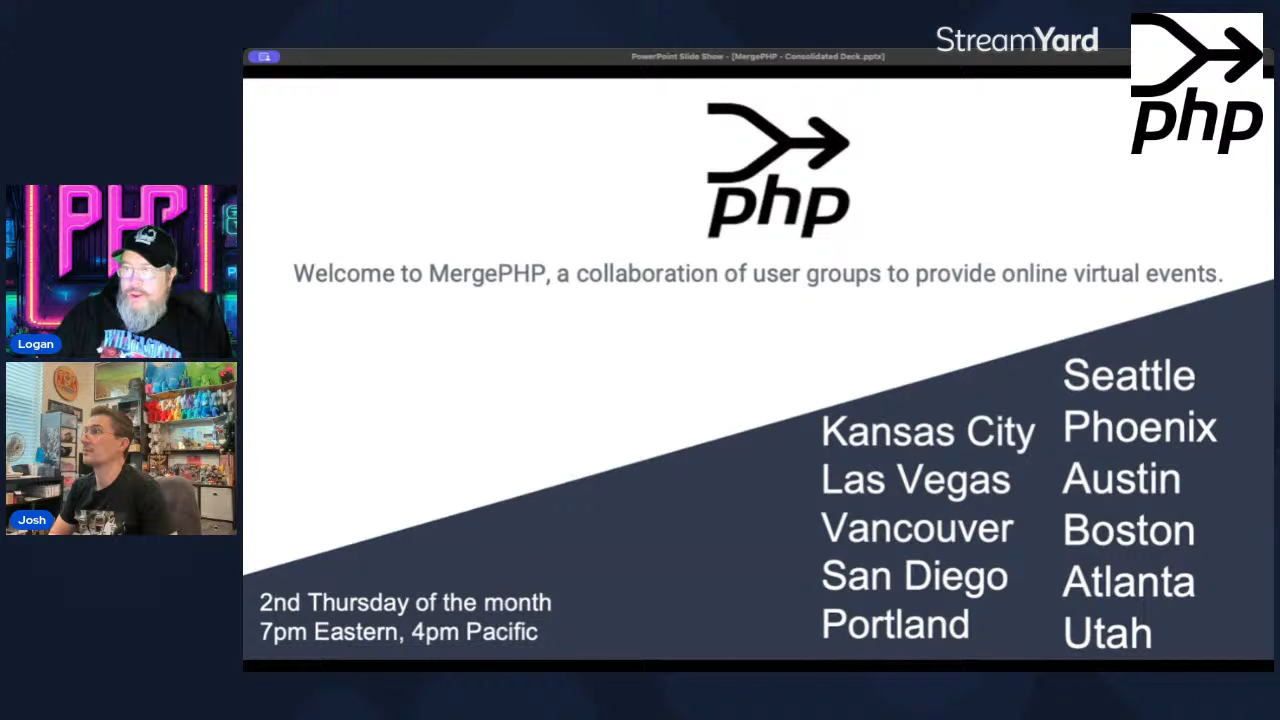 StreamYard
PowerPoint Slide Show - [MergePHP - Consolidated Deck.pptx]
php
php
Welcome to MergePHP, a collaboration of user groups to provide online virtual events.
PHP
Logan
Josh
Kansas City
Las Vegas
Vancouver
San Diego
Portland
Seattle
Phoenix
Austin
Boston
Atlanta
Utah
2nd Thursday of the month
7pm Eastern, 4pm Pacific